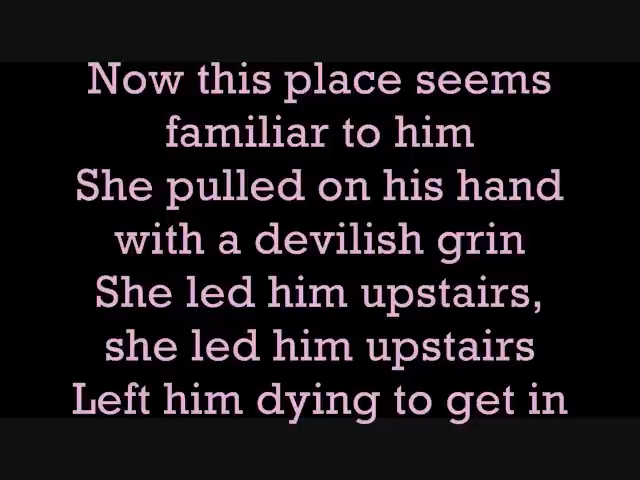 Now this place seems
familiar to him
She pulled on his hand
with a devilish grin
She led him upstairs,
she led him upstairs
Left him dying to get in